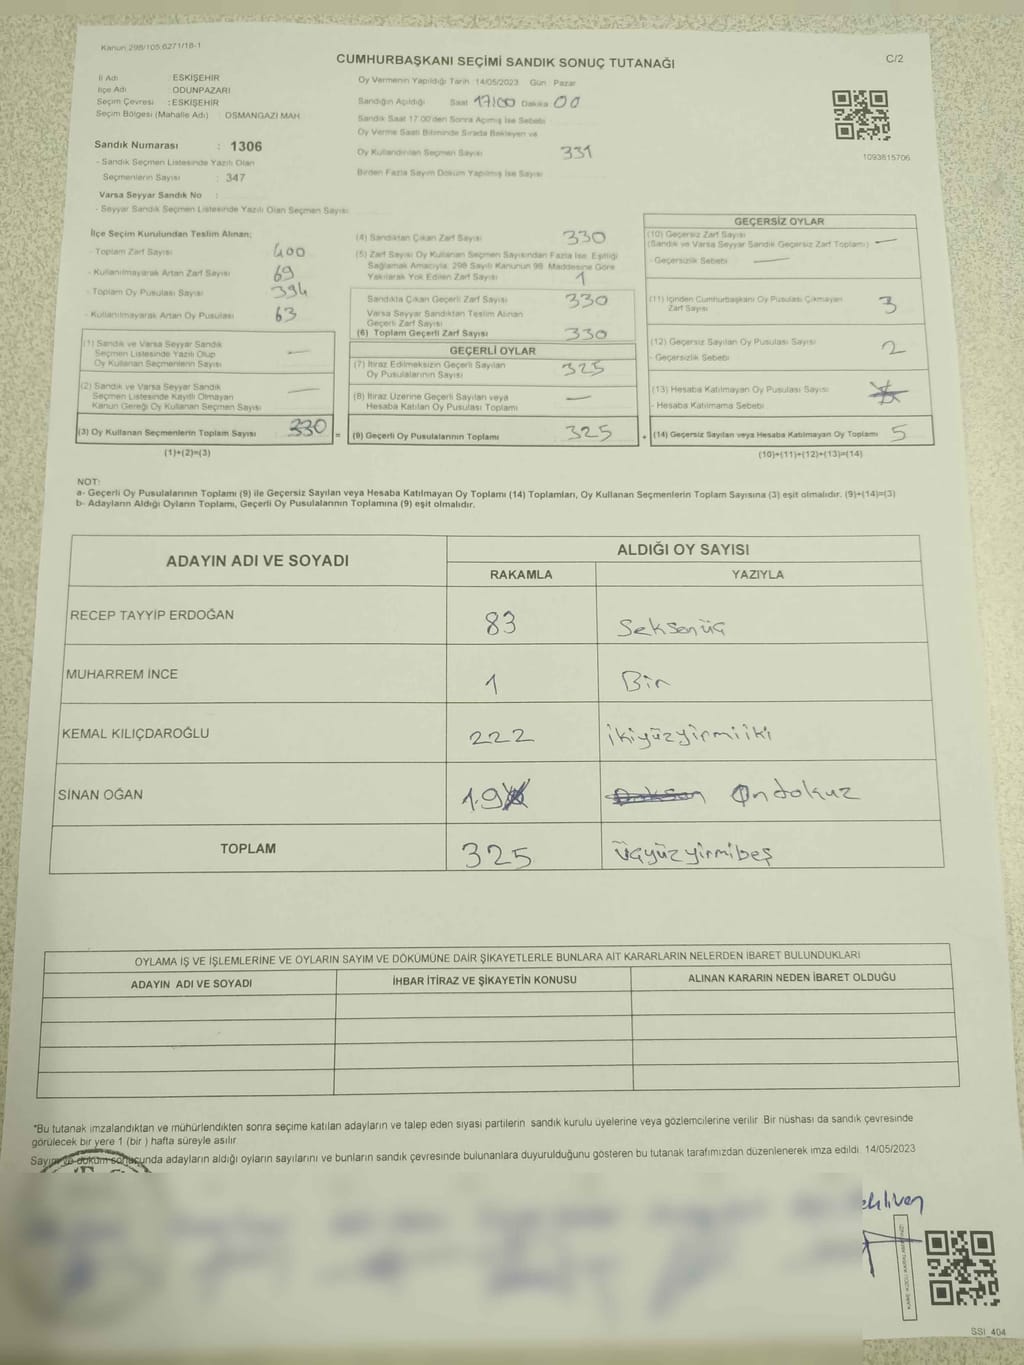 Kanun 298/105,6271/18-1
CUMHURBAŞKANI SEÇİMİ SANDIK SONUÇ TUTANAĞI
C/2
İl Adı ESKİŞEHİR
İlçe Adı ODUNPAZARI
Seçim Çevresi : ESKİŞEHİR
Seçim Bölgesi (Mahalle Adı) : OSMANGAZI MAH.
Sandık Numarası : 1306
- Sandık Seçmen Listesinde Yazılı Olan
Seçmenlerin Sayısı : 347
Varsa Seyyar Sandık No :
- Seyyar Sandık Seçmen Listesinde Yazılı Olan Seçmen Sayısı:
Oy Vermenin Yapıldığı Tarih :14/05/2023 Gün : Pazar
Sandığın Açıldığı Saat 17:00 Dakika 00
Sandık Saat 17.00'den Sonra Açımış İse Sebebi
Oy Verme Saati Bitiminde Sırada Bekleyen ve
Oy Kullandırılan Seçmen Sayısı 331
Birden Fazla Sayım Döküm Yapılmış İse Sayısı
1093815706
İlçe Seçim Kurulundan Teslim Alınan;
- Toplam Zarf Sayısı 400
- Kullanılmayarak Artan Zarf Sayısı 69
- Toplam Oy Pusulası Sayısı 394
- Kullanılmayarak Artan Oy Pusulası 63
(1) Sandık ve Varsa Seyyar Sandık
Seçmen Listesinde Yazılı Olup
Oy Kullanan Seçmenlerin Sayısı —
(2) Sandık ve Varsa Seyyar Sandık
Seçmen Listesinde Kayıtlı Olmayan
Kanun Gereği Oy Kullanan Seçmen Sayısı —
(3) Oy Kullanan Seçmenlerin Toplam Sayısı 330 =
(1)+(2)=(3)
(4) Sandıktan Çıkan Zarf Sayısı 330
(5) Zarf Sayısı Oy Kullanan Seçmen Sayısından Fazla İse, Eşitliği
Sağlamak Amacıyla, 298 Sayılı Kanunun 98. Maddesine Göre
Yakılarak Yok Edilen Zarf Sayısı 1
Sandıkta Çıkan Geçerli Zarf Sayısı 330
Varsa Seyyar Sandıktan Teslim Alınan
Geçerli Zarf Sayısı
(6) Toplam Geçerli Zarf Sayısı 330
GEÇERLİ OYLAR
(7) İtiraz Edilmeksizin Geçerli Sayılan
Oy Pusulalarının Sayısı 325
(8) İtiraz Üzerine Geçerli Sayılan veya
Hesaba Katılan Oy Pusulası Toplamı —
(9) Geçerli Oy Pusulalarının Toplamı 325 +
GEÇERSİZ OYLAR
(10) Geçersiz Zarf Sayısı
(Sandık ve Varsa Seyyar Sandık Geçersiz Zarf Toplamı) —
- Geçersizlik Sebebi —
(11) İçinden Cumhurbaşkanı Oy Pusulası Çıkmayan
Zarf Sayısı 3
(12) Geçersiz Sayılan Oy Pusulası Sayısı 2
- Geçersizlik Sebebi
(13) Hesaba Katılmayan Oy Pusulası Sayısı
- Hesaba Katılmama Sebebi
(14) Geçersiz Sayılan veya Hesaba Katılmayan Oy Toplamı 5
(10)+(11)+(12)+(13)=(14)
NOT:
a- Geçerli Oy Pusulalarının Toplamı (9) ile Geçersiz Sayılan veya Hesaba Katılmayan Oy Toplamı (14) Toplamları, Oy Kullanan Seçmenlerin Toplam Sayısına (3) eşit olmalıdır. (9)+(14)=(3)
b- Adayların Aldığı Oyların Toplamı, Geçerli Oy Pusulalarının Toplamına (9) eşit olmalıdır.
ADAYIN ADI VE SOYADI
ALDIĞI OY SAYISI
RAKAMLA YAZIYLA
RECEP TAYYİP ERDOĞAN 83 Seksenüç
MUHARREM İNCE 1 Bir
KEMAL KILIÇDAROĞLU 222 ikiyüzyirmiiki
SİNAN OĞAN 19 Ondokuz
TOPLAM 325 üçyüzyirmibeş
OYLAMA İŞ VE İŞLEMLERİNE VE OYLARIN SAYIM VE DÖKÜMÜNE DAİR ŞİKAYETLERLE BUNLARA AİT KARARLARIN NELERDEN İBARET BULUNDUKLARI
ADAYIN ADI VE SOYADI İHBAR İTİRAZ VE ŞİKAYETİN KONUSU ALINAN KARARIN NEDEN İBARET OLDUĞU
*Bu tutanak imzalandıktan ve mühürlendikten sonra seçime katılan adayların ve talep eden siyasi partilerin sandık kurulu üyelerine veya gözlemcilerine verilir. Bir nüshası da sandık çevresinde
görülecek bir yere 1 (bir ) hafta süreyle asılır.
Sayım ve döküm sonucunda adayların aldığı oyların sayılarını ve bunların sandık çevresinde bulunanlara duyurulduğunu gösteren bu tutanak tarafımızdan düzenlenerek imza edildi. 14/05/2023
ehlivan
SSI_404